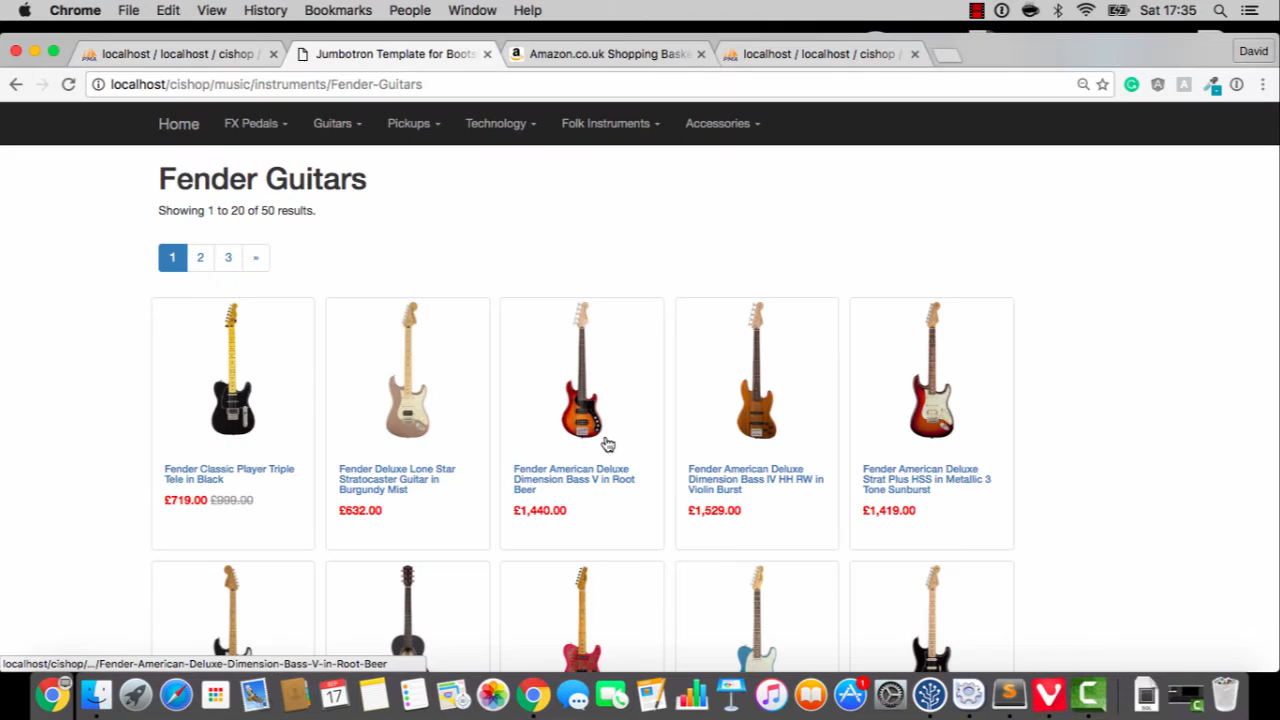 Chrome File Edit View History Bookmarks People Window Help Sat 17:35
localhost / localhost / cishop / Jumbotron Template for Boots Amazon.co.uk Shopping Baske localhost / localhost / cishop / David
localhost/cishop/music/instruments/Fender-Guitars
Home FX Pedals Guitars Pickups Technology Folk Instruments Accessories
Fender Guitars
Showing 1 to 20 of 50 results.
1 2 3 »
Fender Classic Player Triple
Tele in Black
£719.00 £999.00
Fender Deluxe Lone Star
Stratocaster Guitar in
Burgundy Mist
£632.00
Fender American Deluxe
Dimension Bass V in Root
Beer
£1,440.00
Fender American Deluxe
Dimension Bass IV HH RW in
Violin Burst
£1,529.00
Fender American Deluxe
Strat Plus HSS in Metallic 3
Tone Sunburst
£1,419.00
localhost/cishop/.../Fender-American-Deluxe-Dimension-Bass-V-in-Root-Beer
17
1